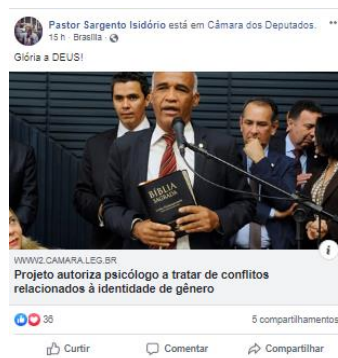 Pastor Sargento Isidório está em Câmara dos Deputados.
15 h · Brasília ·
Glória a DEUS!
BÍBLIA
SAGRADA
i
WWW2.CAMARA.LEG.BR
Projeto autoriza psicólogo a tratar de conflitos
relacionados à identidade de gênero
36 5 compartilhamentos
Curtir Comentar Compartilhar